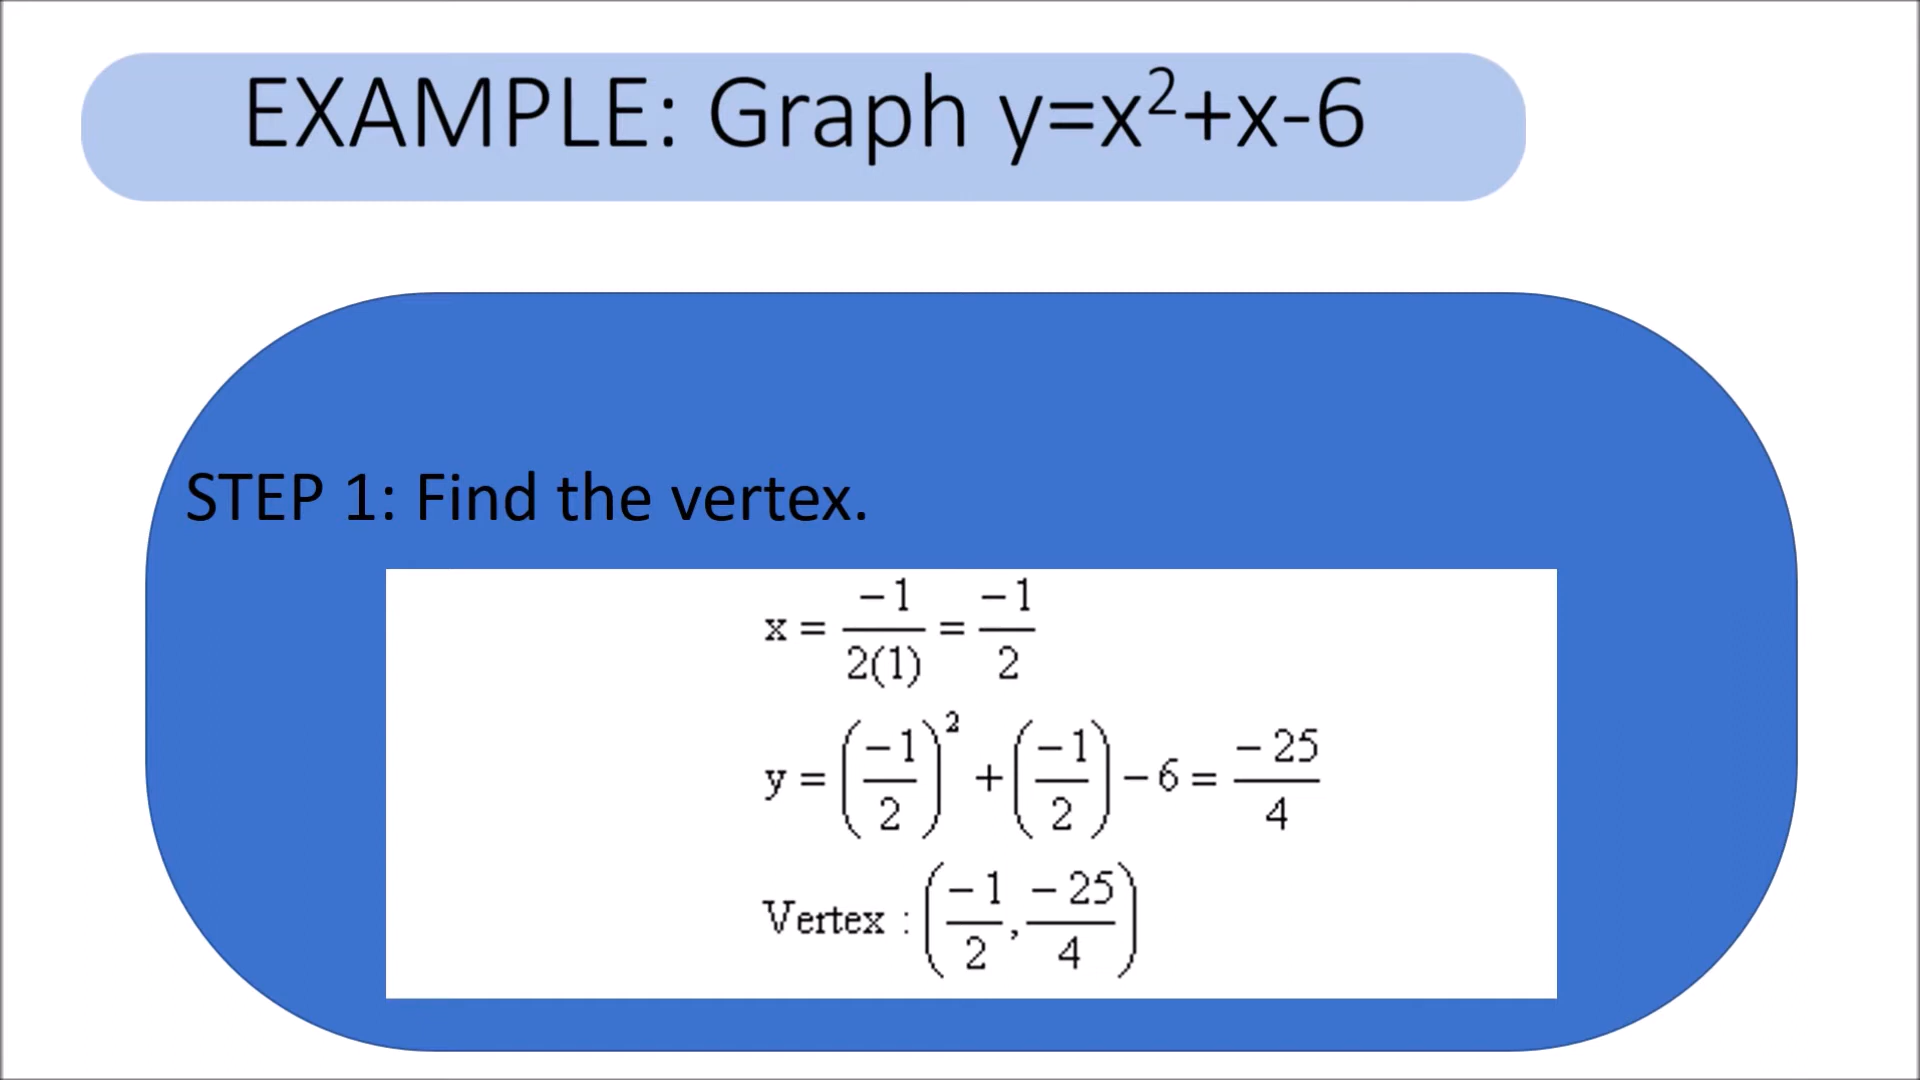 EXAMPLE: Graph y=x²+x-6
STEP 1: Find the vertex.
x = -1/2(1) = -1/2
y = (-1/2)² + (-1/2) - 6 = -25/4
Vertex : (-1/2, -25/4)